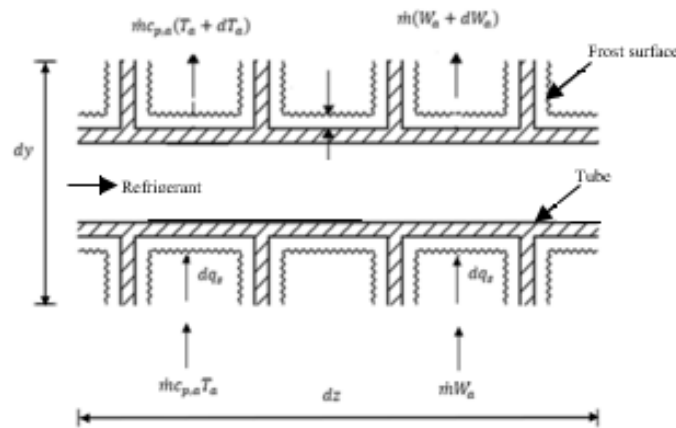 ṁc_{p,a}(T_a + dT_a)
ṁ(W_a + dW_a)
Frost surface
dy
Refrigerant
Tube
dq_s
dq_s
ṁc_{p,a}T_a
dz
ṁW_a